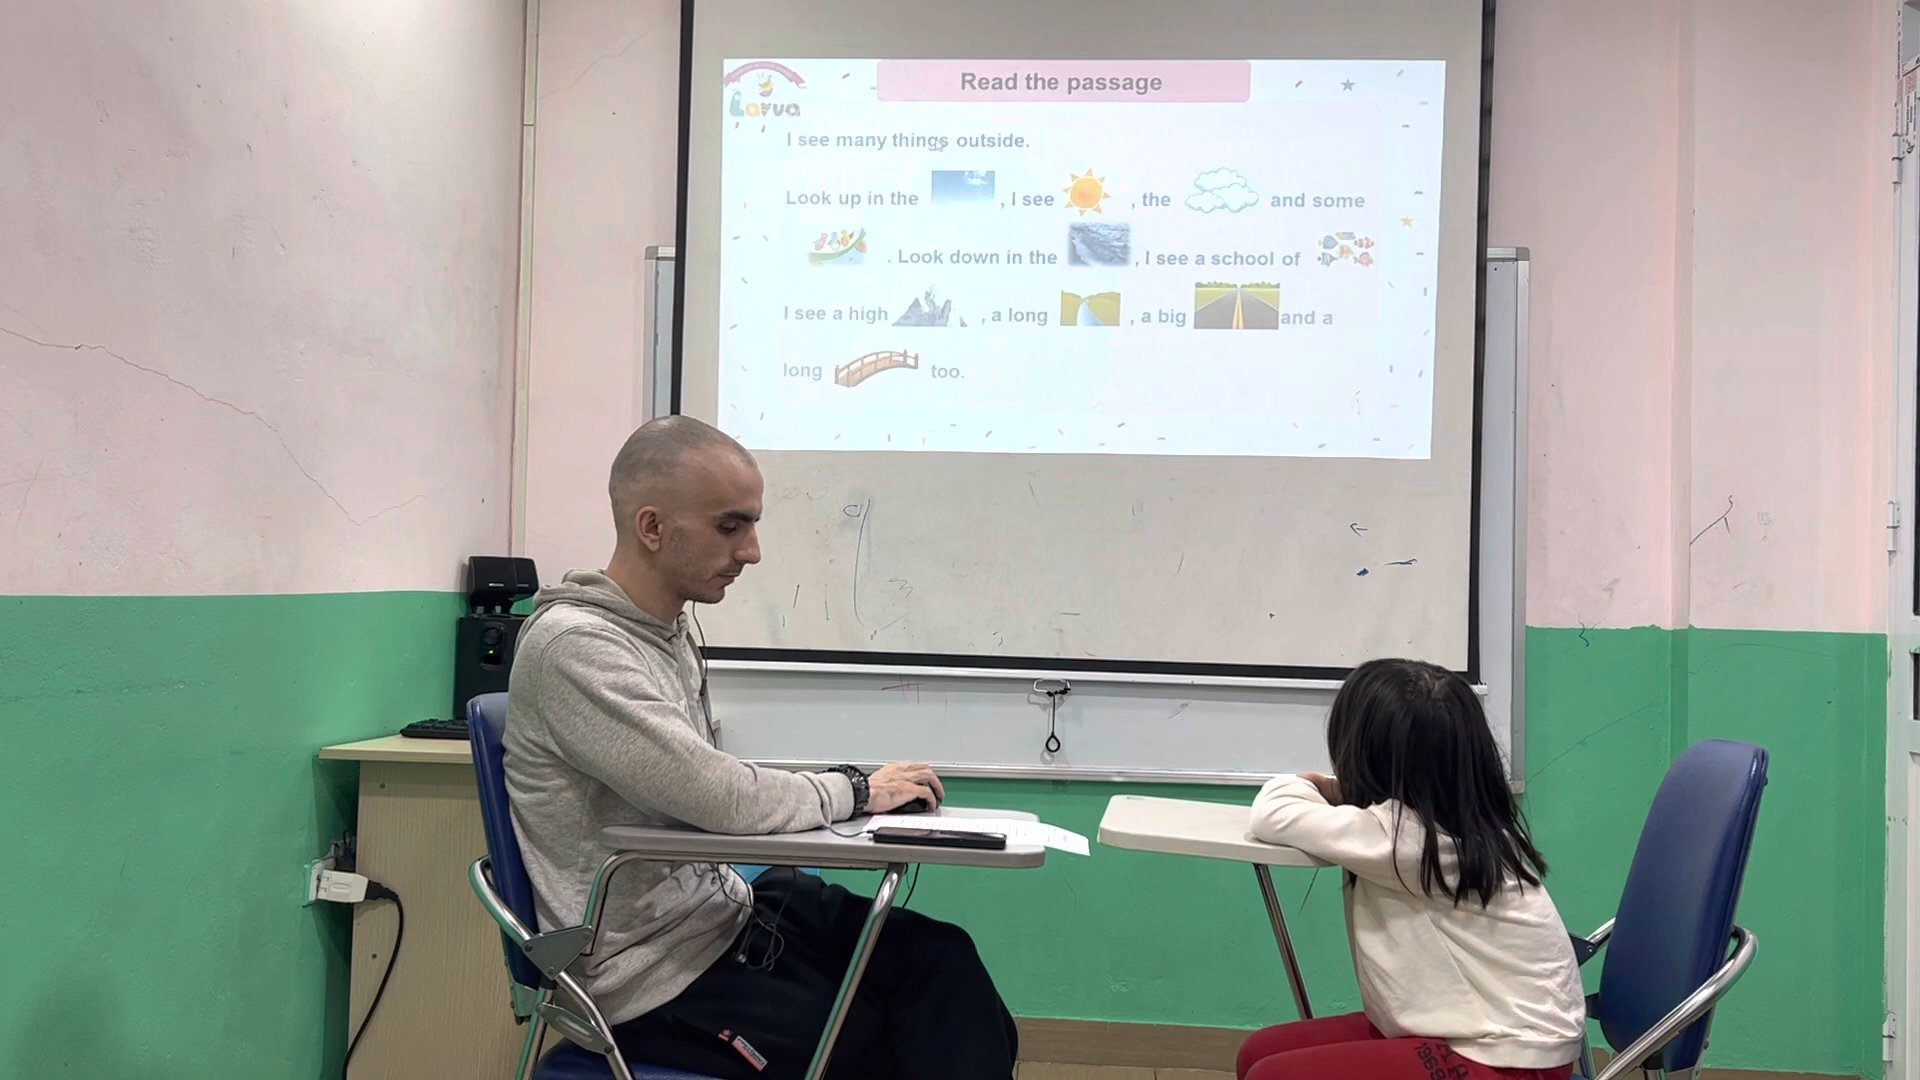 Larva
Read the passage
I see many things outside.
Look up in the , I see , the and some
. Look down in the , I see a school of
I see a high , a long , a big and a
long too.